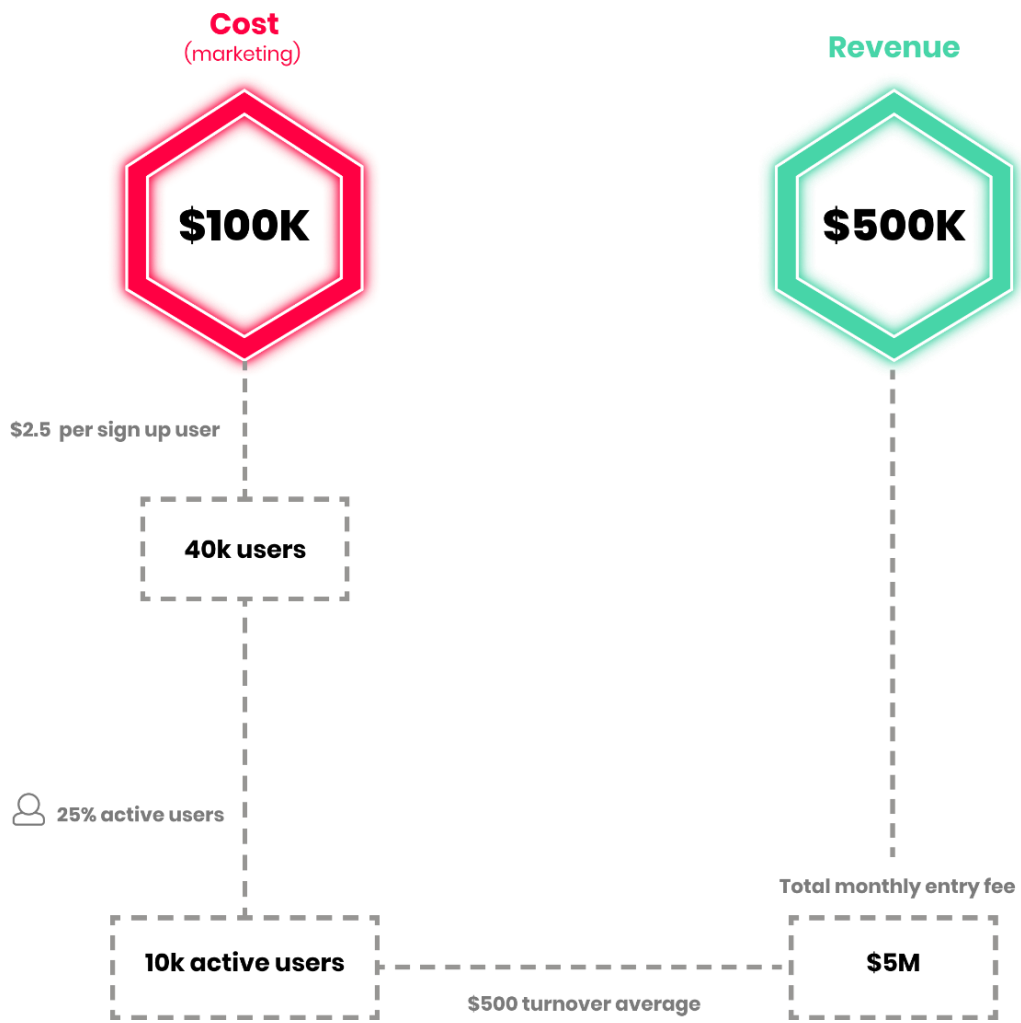 Cost
(marketing)
Revenue
$100K
$500K
$2.5 per sign up user
40k users
25% active users
Total monthly entry fee
10k active users
$5M
$500 turnover average